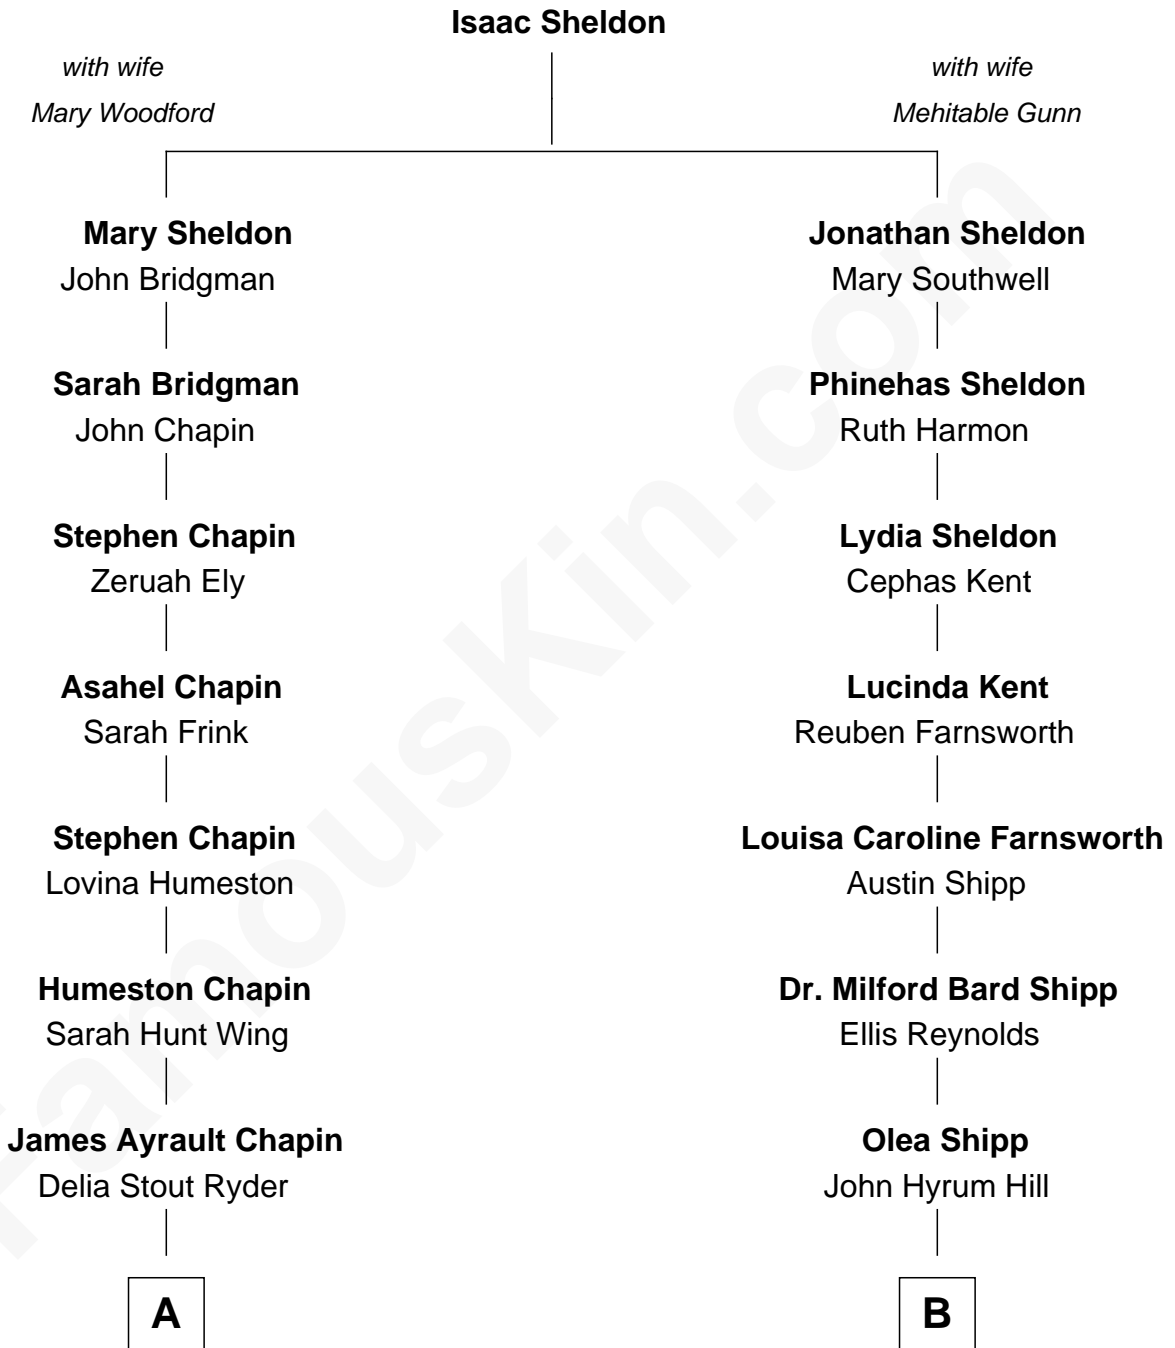 Isaac Sheldon
with wife
Mary Woodford
with wife
Mehitable Gunn
Mary Sheldon
John Bridgman
Jonathan Sheldon
Mary Southwell
Sarah Bridgman
John Chapin
Phinehas Sheldon
Ruth Harmon
Stephen Chapin
Zeruah Ely
Lydia Sheldon
Cephas Kent
Asahel Chapin
Sarah Frink
Lucinda Kent
Reuben Farnsworth
Stephen Chapin
Lovina Humeston
Louisa Caroline Farnsworth
Austin Shipp
Humeston Chapin
Sarah Hunt Wing
Dr. Milford Bard Shipp
Ellis Reynolds
James Ayrault Chapin
Delia Stout Ryder
Olea Shipp
John Hyrum Hill
A
B
FamousKin.com